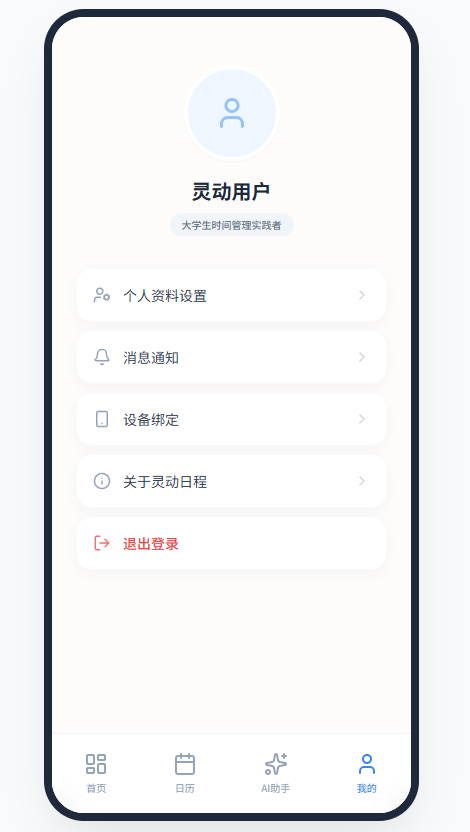 灵动用户
大学生时间管理实践者
个人资料设置
消息通知
设备绑定
关于灵动日程
退出登录
首页
日历
AI助手
我的